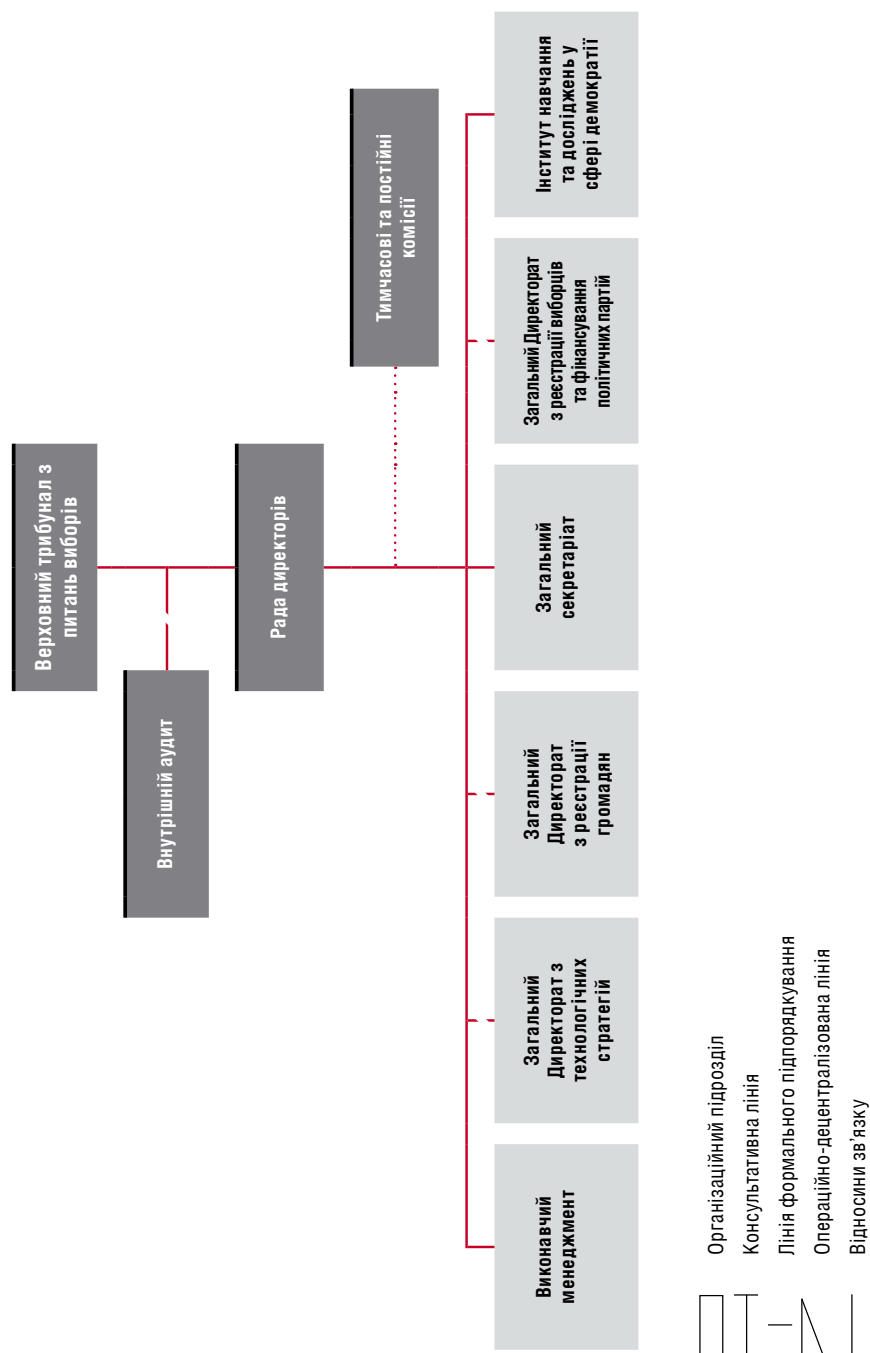 Верховний трибунал з
питань виборів
Внутрішній аудит
Рада директорів
Тимчасові та постійні
комісії
Виконавчий
менеджмент
Загальний
Директорат з
технологічних
стратегій
Загальний
Директорат
з реєстрації
громадян
Загальний
секретаріат
Загальний Директорат
з реєстрації виборців
та фінансування
політичних партій
Інститут навчання
та досліджень у
сфері демократії
Організаційний підрозділ
Консультативна лінія
Лінія формального підпорядкування
Операційно-децентралізована лінія
Відносини зв’язку